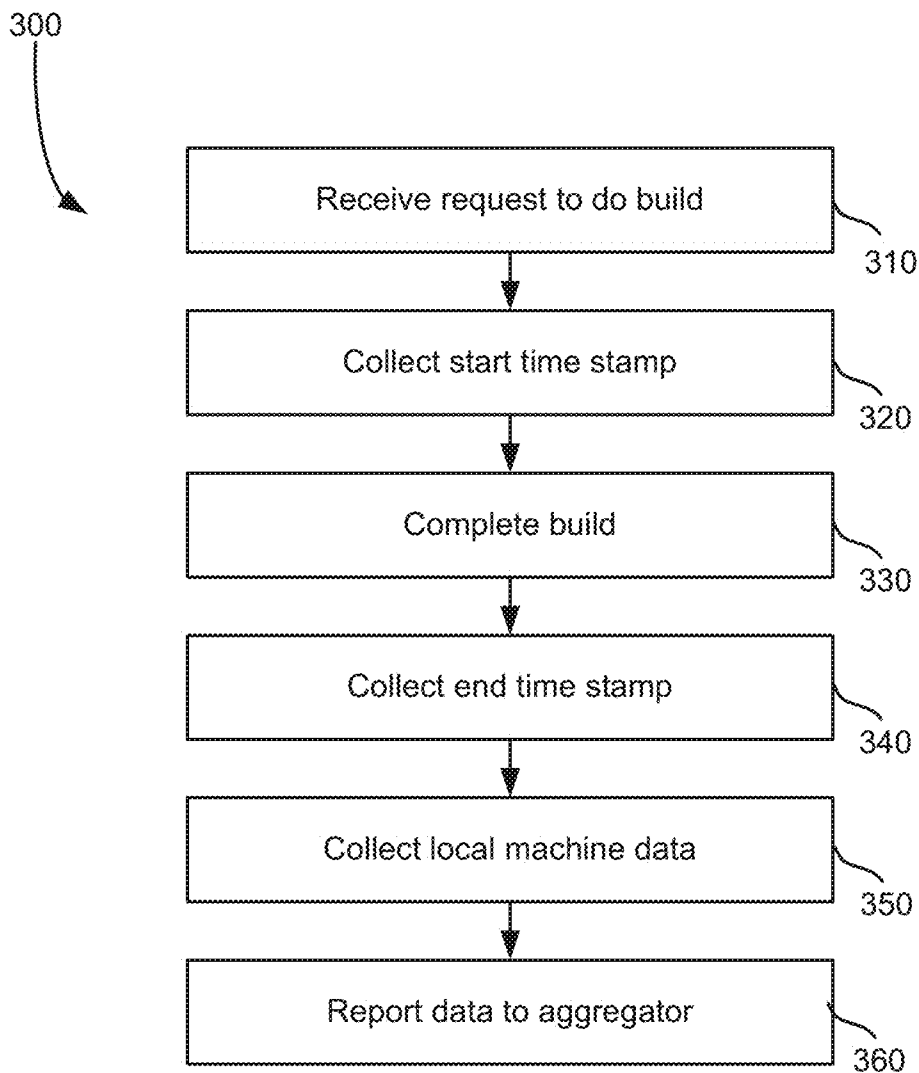 300
Receive request to do build
310
Collect start time stamp
320
Complete build
330
Collect end time stamp
340
Collect local machine data
350
Report data to aggregator
360